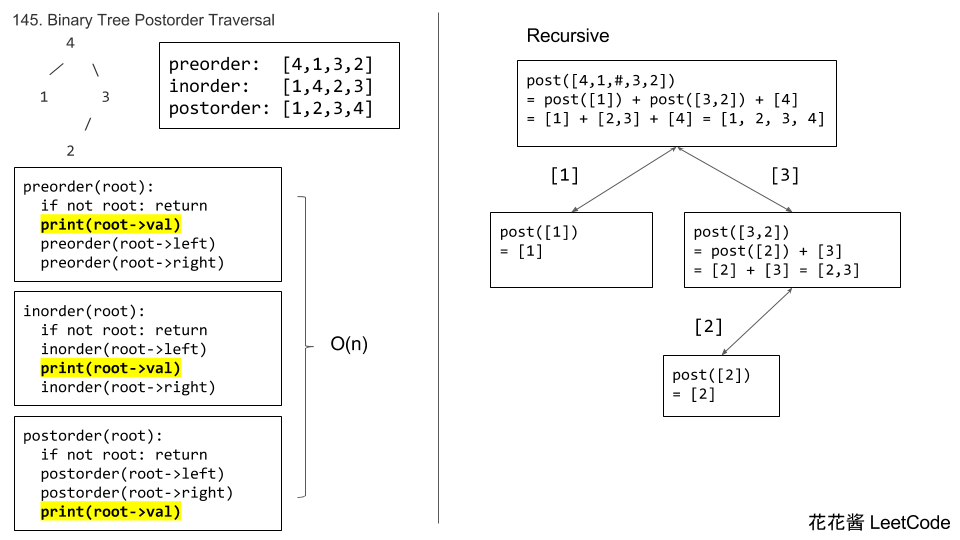 145. Binary Tree Postorder Traversal
4
1 3
2
preorder: [4,1,3,2]
inorder: [1,4,2,3]
postorder: [1,2,3,4]
preorder(root):
if not root: return
print(root->val)
preorder(root->left)
preorder(root->right)
inorder(root):
if not root: return
inorder(root->left)
print(root->val)
inorder(root->right)
postorder(root):
if not root: return
postorder(root->left)
postorder(root->right)
print(root->val)
O(n)
Recursive
post([4,1,#,3,2])
= post([1]) + post([3,2]) + [4]
= [1] + [2,3] + [4] = [1, 2, 3, 4]
[1] [3]
post([1])
= [1]
post([3,2])
= post([2]) + [3]
= [2] + [3] = [2,3]
[2]
post([2])
= [2]
花花酱 LeetCode